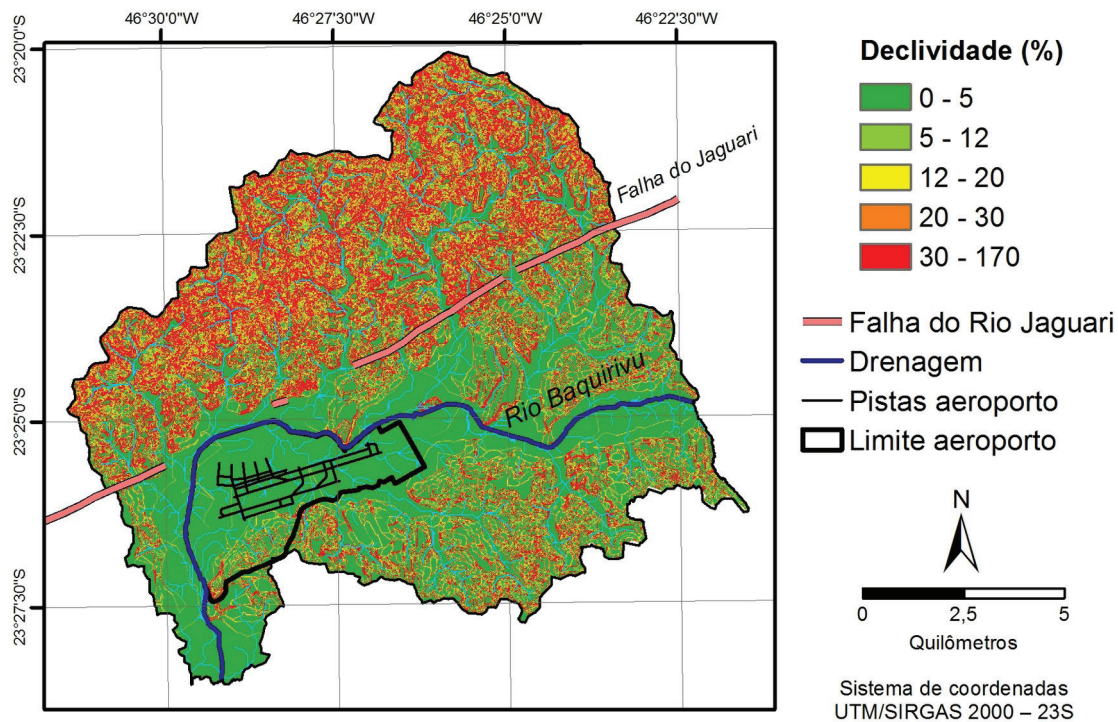 46°30'0"W
46°27'30"W
46°25'0"W
46°22'30"W
23°20'0"S
23°22'30"S
23°25'0"S
23°27'30"S
Falha do Jaguari
Rio Baquirivu
Declividade (%)
0 - 5
5 - 12
12 - 20
20 - 30
30 - 170
Falha do Rio Jaguari
Drenagem
Pistas aeroporto
Limite aeroporto
N
0 2,5 5
Quilômetros
Sistema de coordenadas
UTM/SIRGAS 2000 – 23S